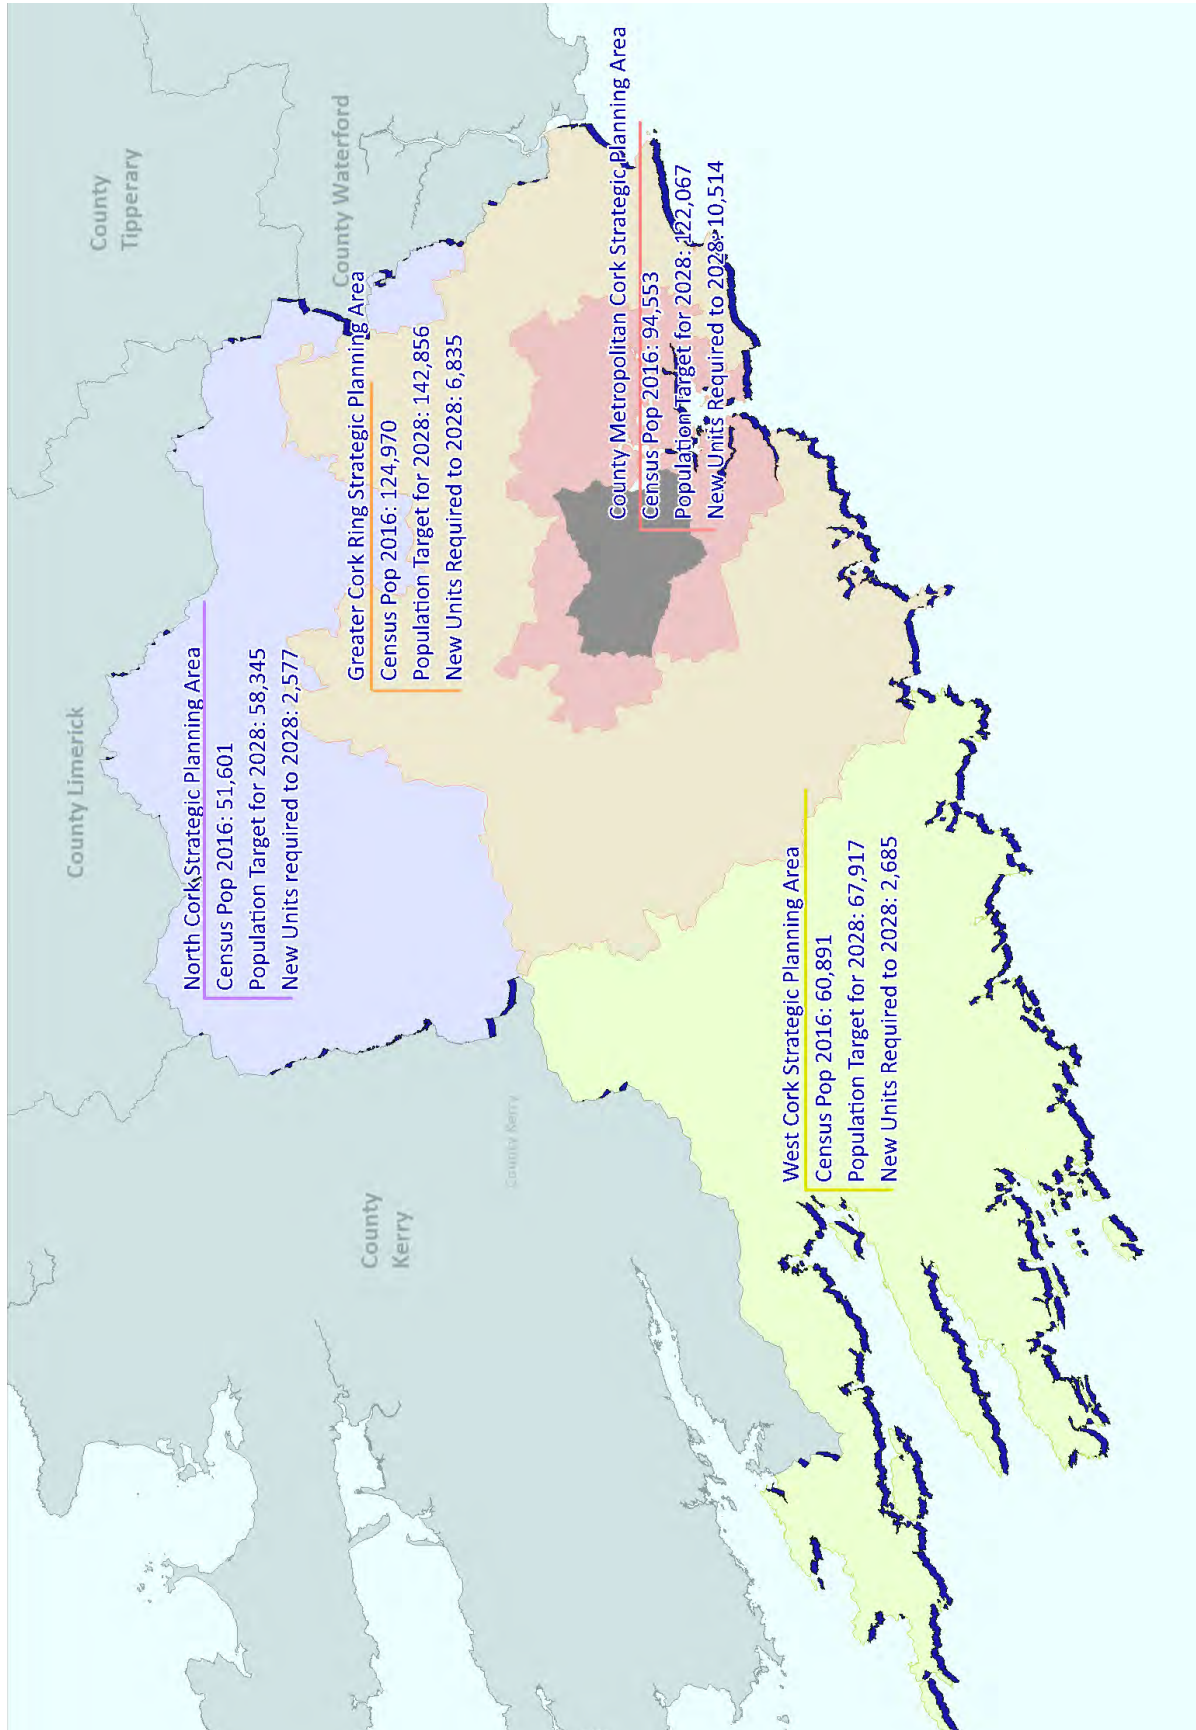 County Limerick
County
Tipperary
County Waterford
County
Kerry
County Kerry
North Cork Strategic Planning Area
Census Pop 2016: 51,601
Population Target for 2028: 58,345
New Units required to 2028: 2,577
Greater Cork Ring Strategic Planning Area
Census Pop 2016: 124,970
Population Target for 2028: 142,856
New Units Required to 2028: 6,835
County Metropolitan Cork Strategic Planning Area
Census Pop 2016: 94,553
Population Target for 2028: 122,067
New Units Required to 2028: 10,514
West Cork Strategic Planning Area
Census Pop 2016: 60,891
Population Target for 2028: 67,917
New Units Required to 2028: 2,685